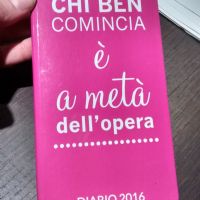 CHI BEN
COMINCIA
è
a metà
dell'opera
DIARIO 2016